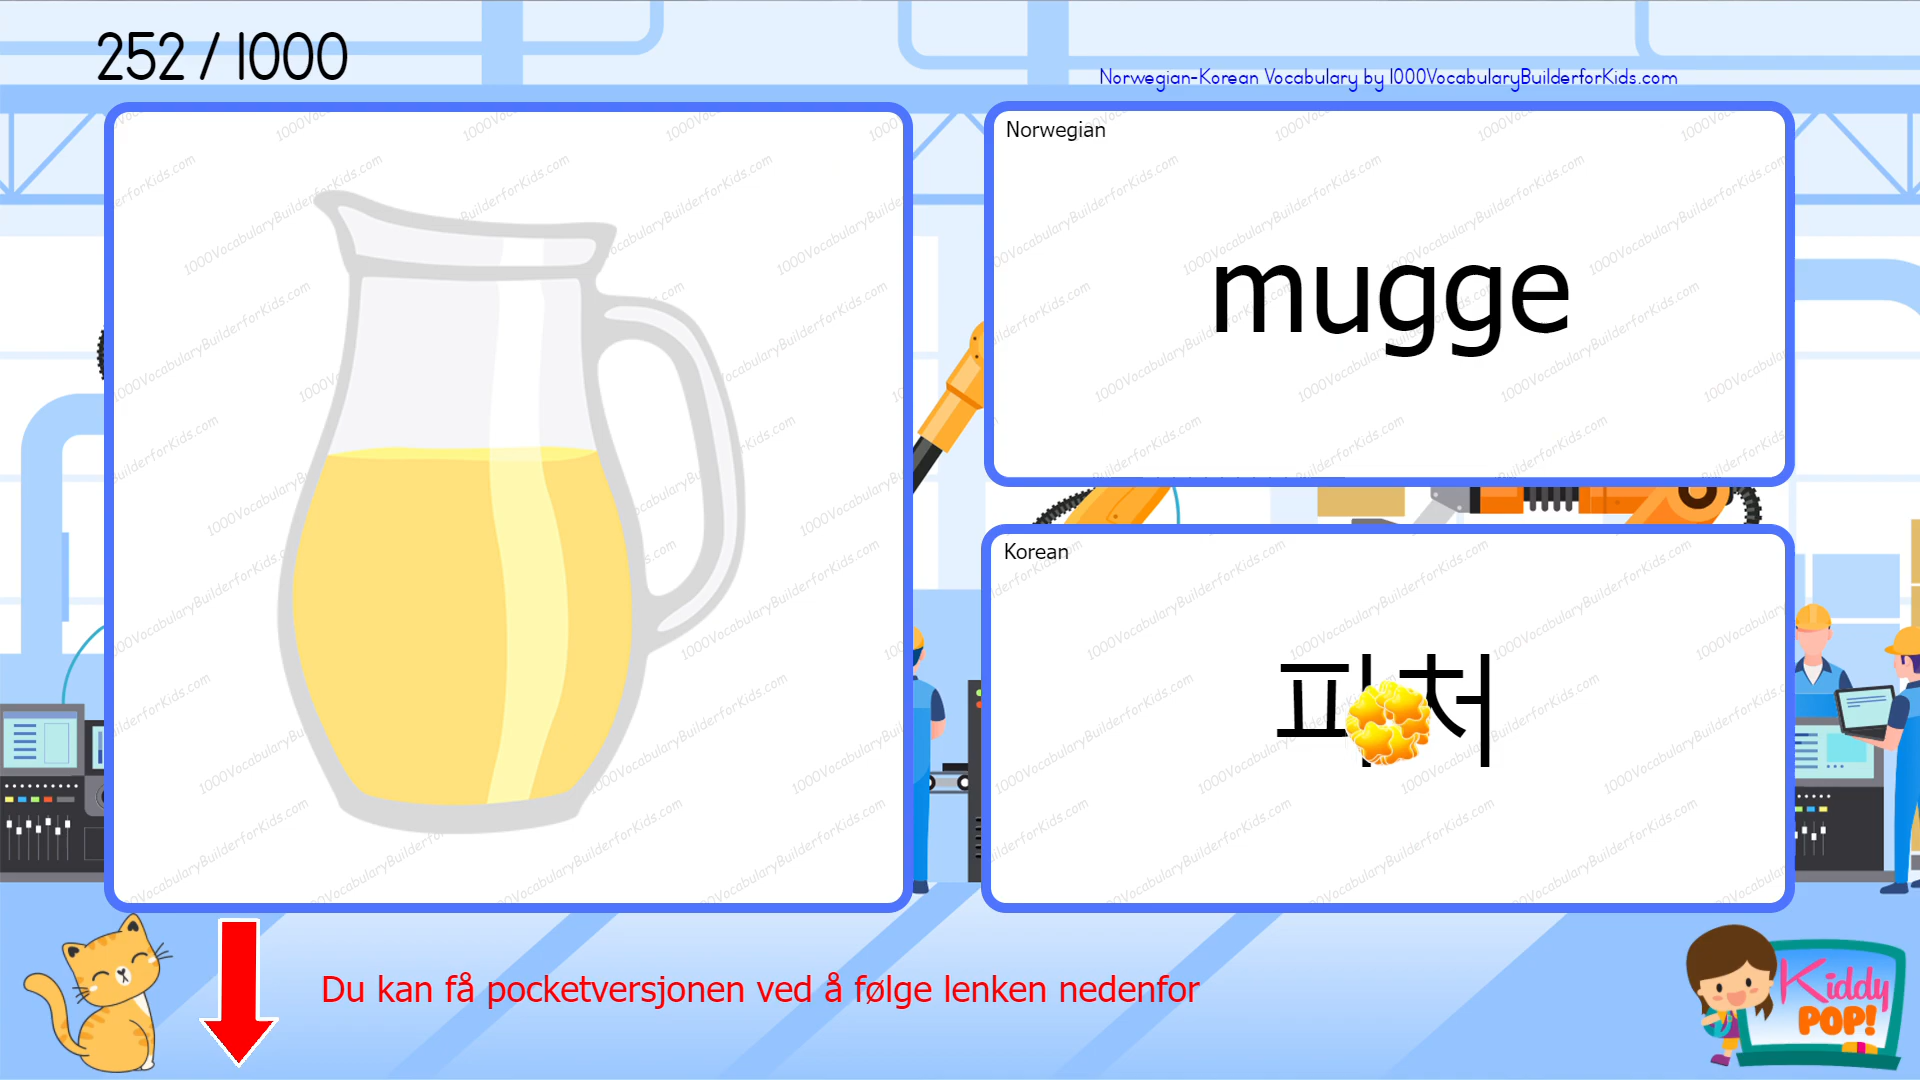 252 / 1000
Norwegian-Korean Vocabulary by 1000VocabularyBuilderforKids.com
Norwegian
mugge
Korean
피처
Du kan få pocketversjonen ved å følge lenken nedenfor
Kiddy
POP!